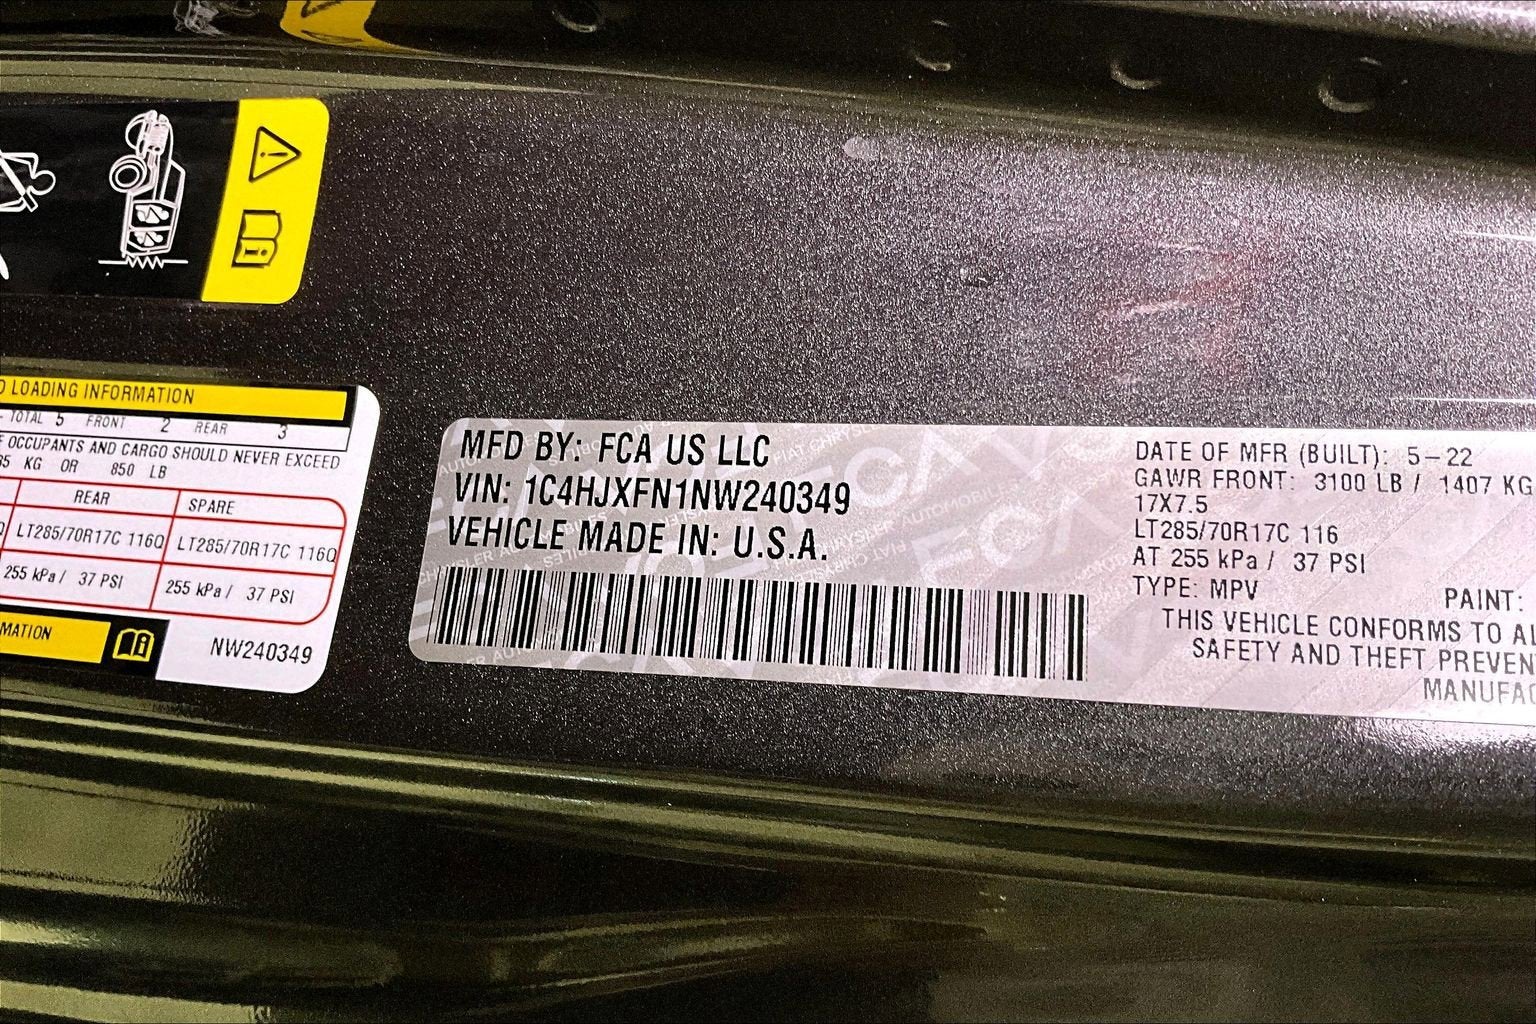 LOADING INFORMATION
TOTAL 5 FRONT 2 REAR 3
OCCUPANTS AND CARGO SHOULD NEVER EXCEED
KG OR 850 LB
REAR SPARE
LT285/70R17C 116Q LT285/70R17C 116Q
255 kPa / 37 PSI 255 kPa / 37 PSI
NW240349
MFD BY: FCA US LLC
VIN: 1C4HJXFN1NW240349
VEHICLE MADE IN: U.S.A.
DATE OF MFR (BUILT): 5-22
GAWR FRONT: 3100 LB / 1407 KG
17X7.5
LT285/70R17C 116
AT 255 kPa / 37 PSI
TYPE: MPV
PAINT:
THIS VEHICLE CONFORMS TO
SAFETY AND THEFT PREVEN
MANUFAC